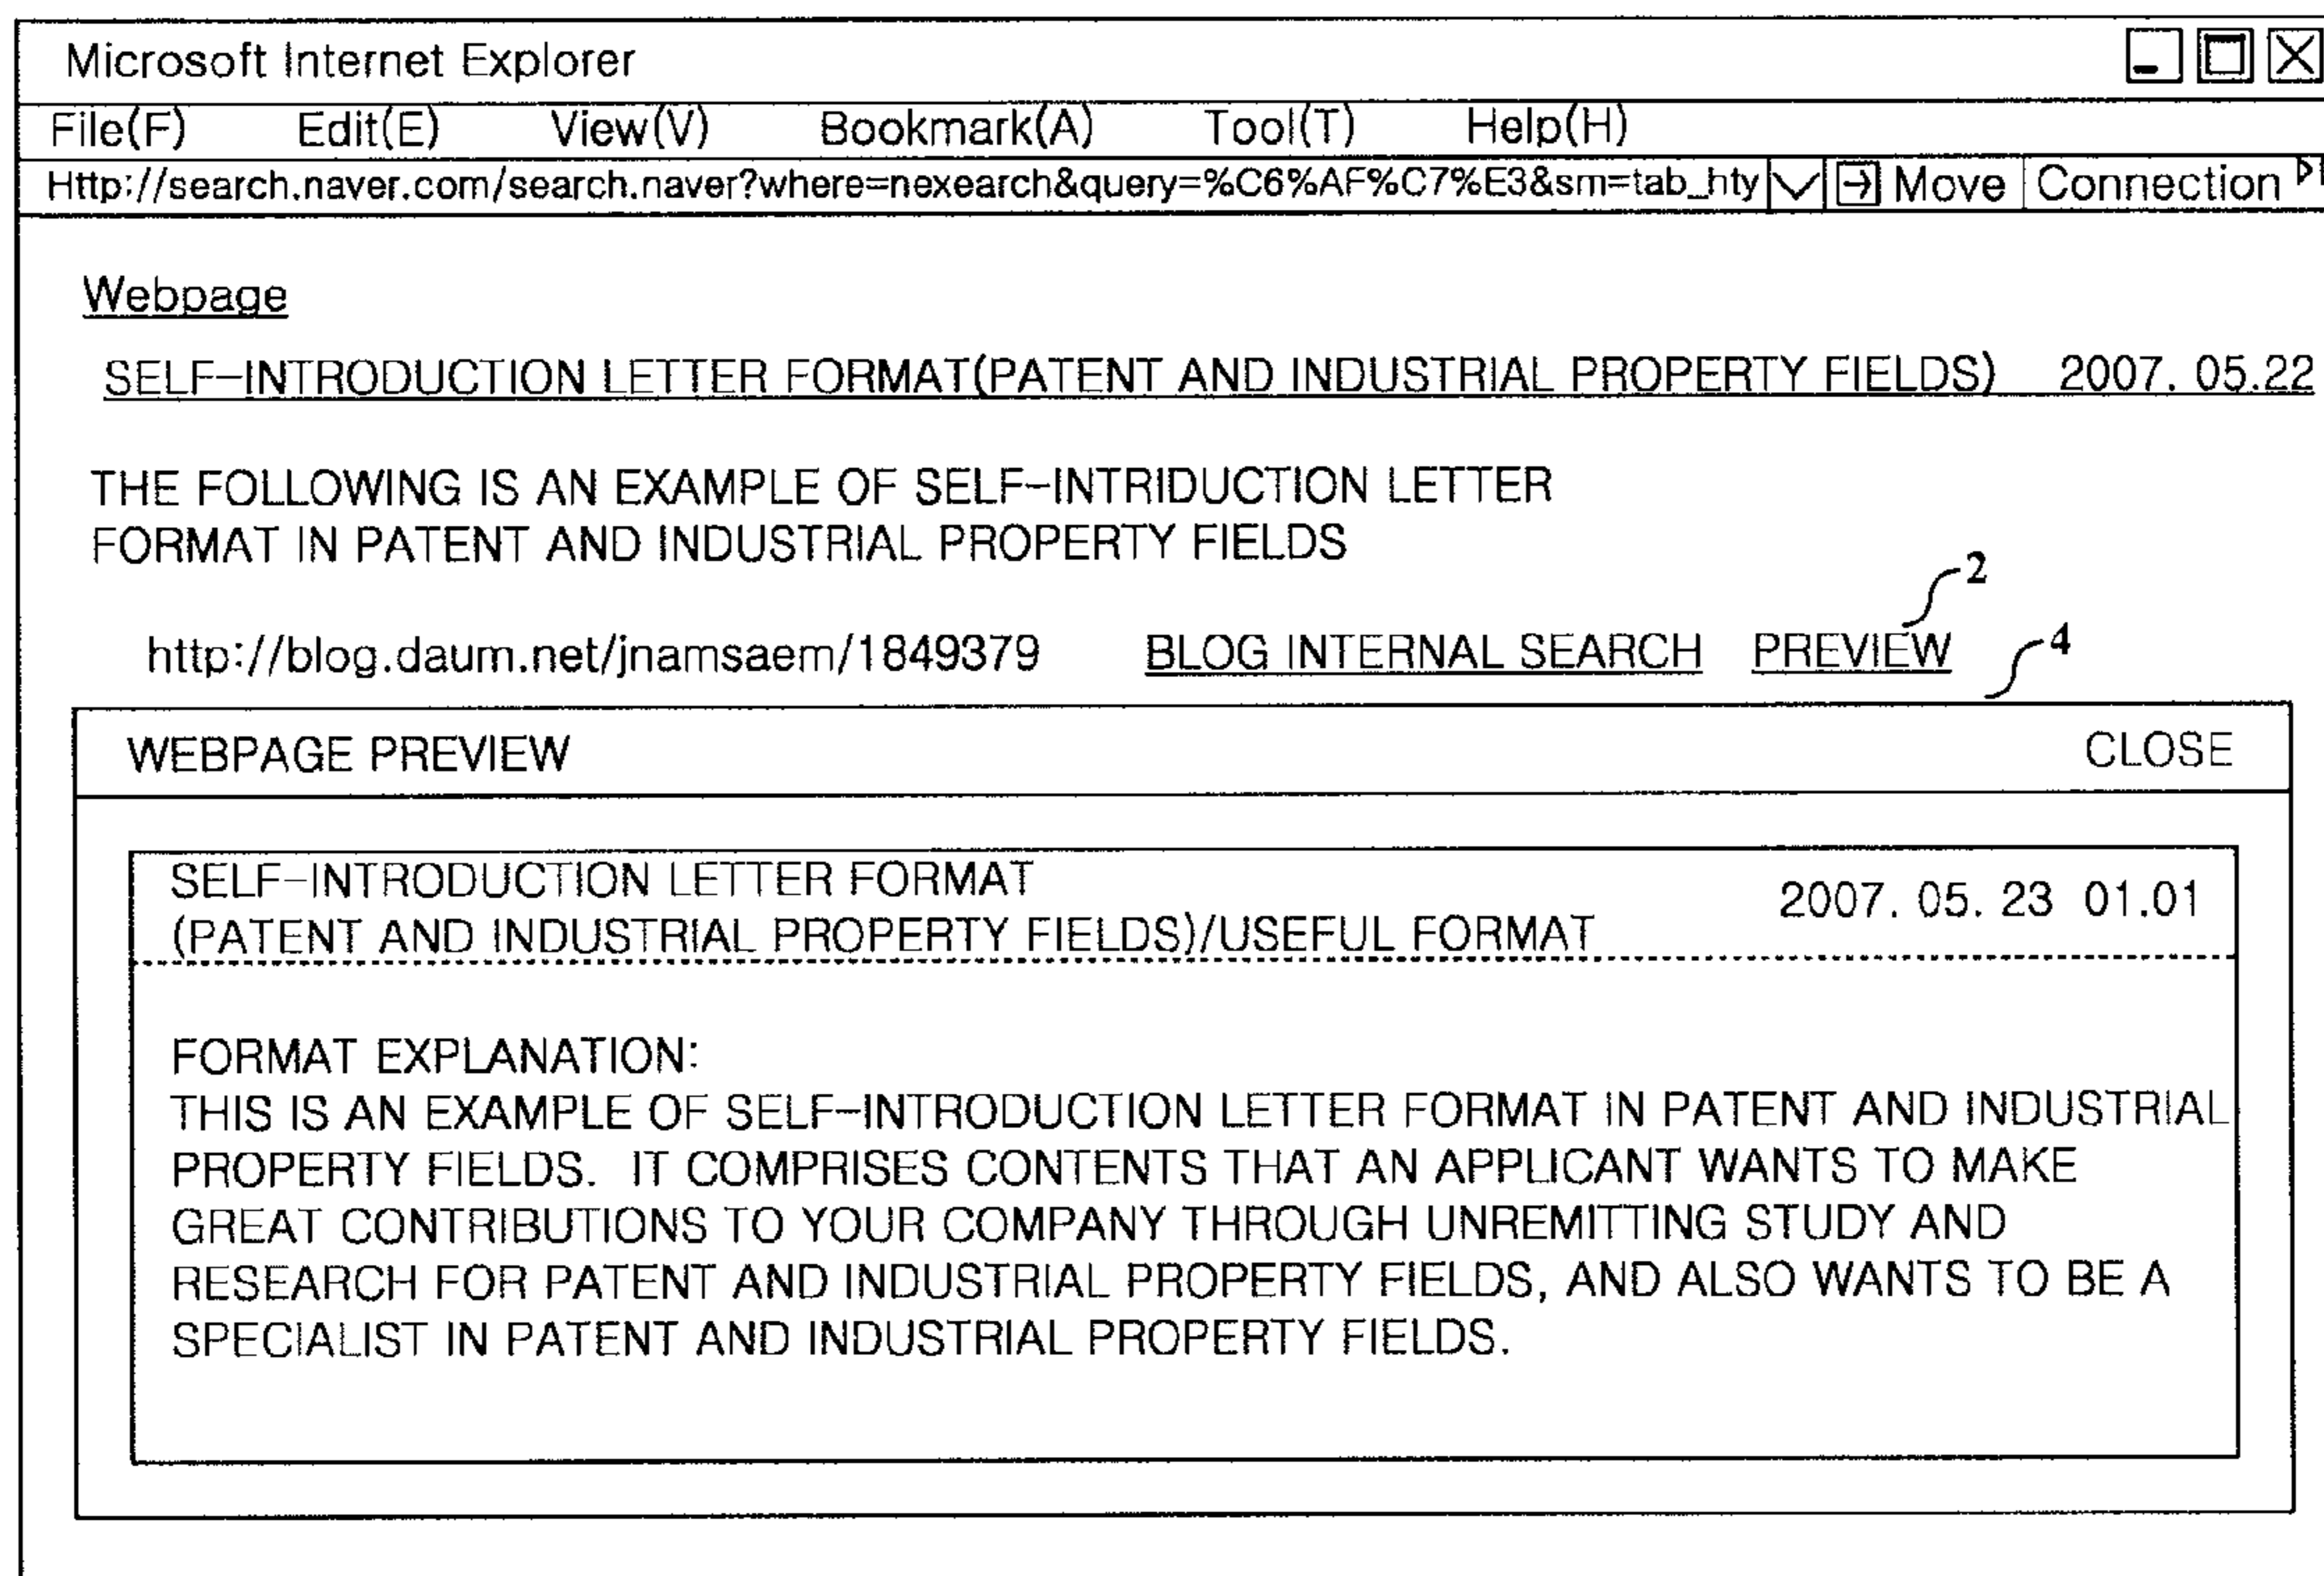 Microsoft Internet Explorer
File(F) Edit(E) View(V) Bookmark(A) Tool(T) Help(H)
Http://search.naver.com/search.naver?where=nexearch&query=%C6%AF%C7%E3&sm=tab_hty Move Connection
Webpage
SELF-INTRODUCTION LETTER FORMAT(PATENT AND INDUSTRIAL PROPERTY FIELDS) 2007. 05.22
THE FOLLOWING IS AN EXAMPLE OF SELF-INTRIDUCTION LETTER
FORMAT IN PATENT AND INDUSTRIAL PROPERTY FIELDS
2
http://blog.daum.net/jnamsaem/1849379 BLOG INTERNAL SEARCH PREVIEW
4
WEBPAGE PREVIEW CLOSE
SELF-INTRODUCTION LETTER FORMAT
(PATENT AND INDUSTRIAL PROPERTY FIELDS)/USEFUL FORMAT 2007. 05. 23 01.01
FORMAT EXPLANATION:
THIS IS AN EXAMPLE OF SELF-INTRODUCTION LETTER FORMAT IN PATENT AND INDUSTRIAL
PROPERTY FIELDS. IT COMPRISES CONTENTS THAT AN APPLICANT WANTS TO MAKE
GREAT CONTRIBUTIONS TO YOUR COMPANY THROUGH UNREMITTING STUDY AND
RESEARCH FOR PATENT AND INDUSTRIAL PROPERTY FIELDS, AND ALSO WANTS TO BE A
SPECIALIST IN PATENT AND INDUSTRIAL PROPERTY FIELDS.